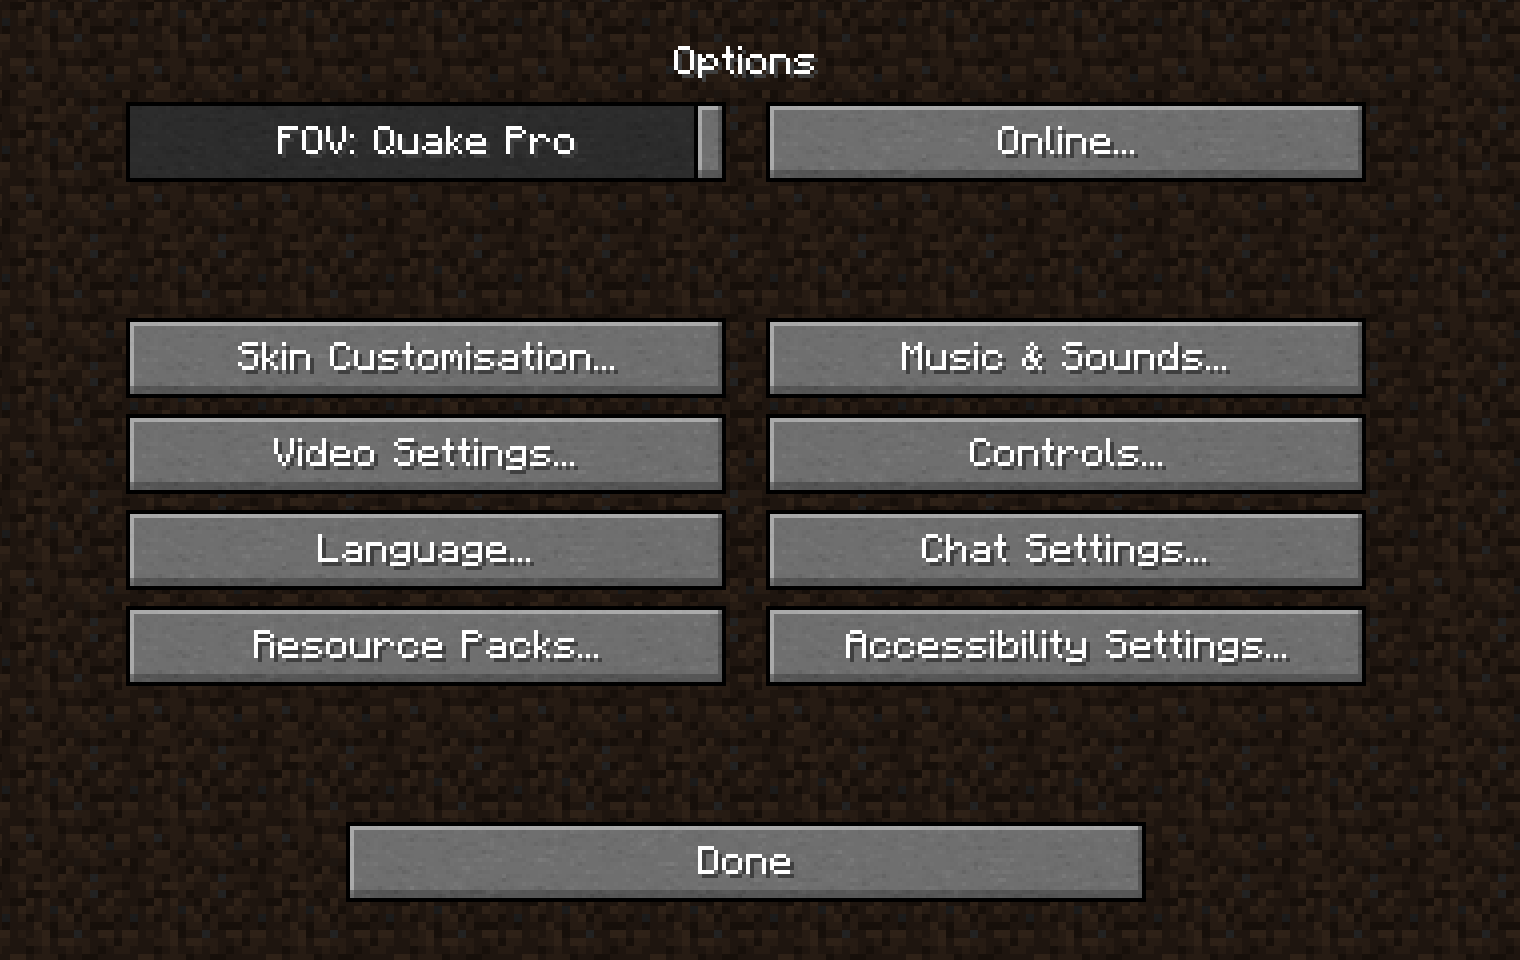 Options
FOV: Quake Pro
Online...
Skin Customisation...
Music & Sounds...
Video Settings...
Controls...
Language...
Chat Settings...
Resource Packs...
Accessibility Settings...
Done